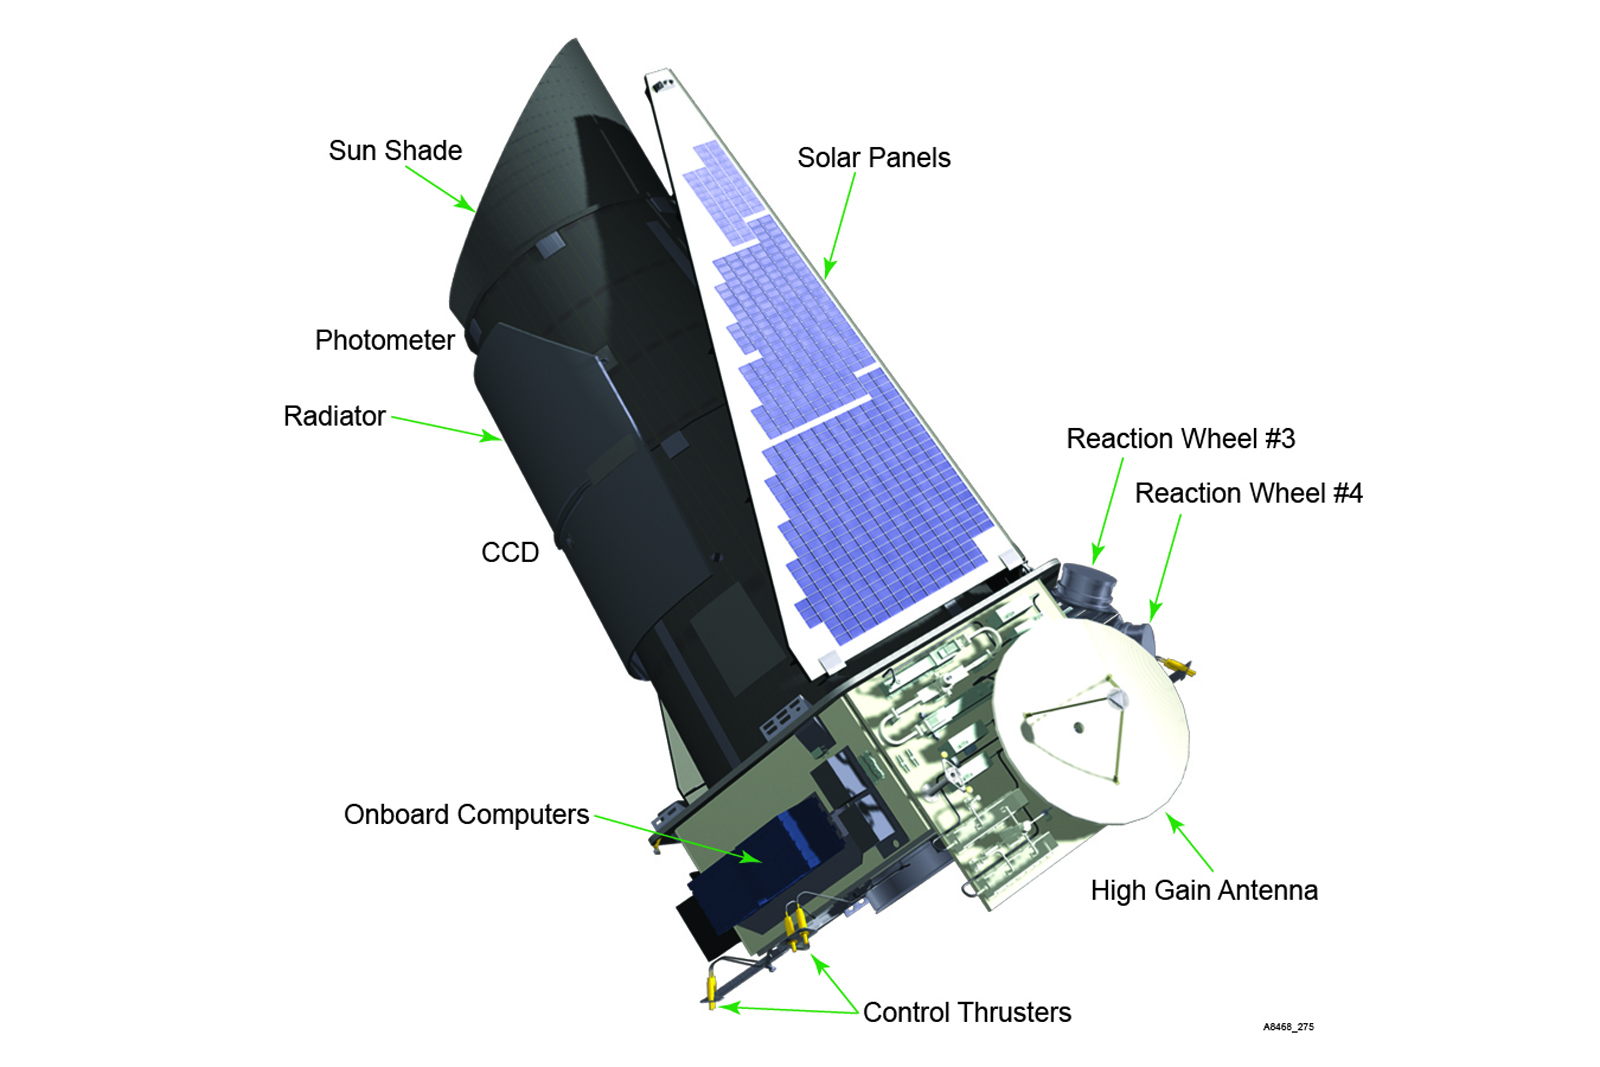 Sun Shade
Solar Panels
Photometer
Radiator
Reaction Wheel #3
Reaction Wheel #4
CCD
Onboard Computers
High Gain Antenna
Control Thrusters
A8468_275